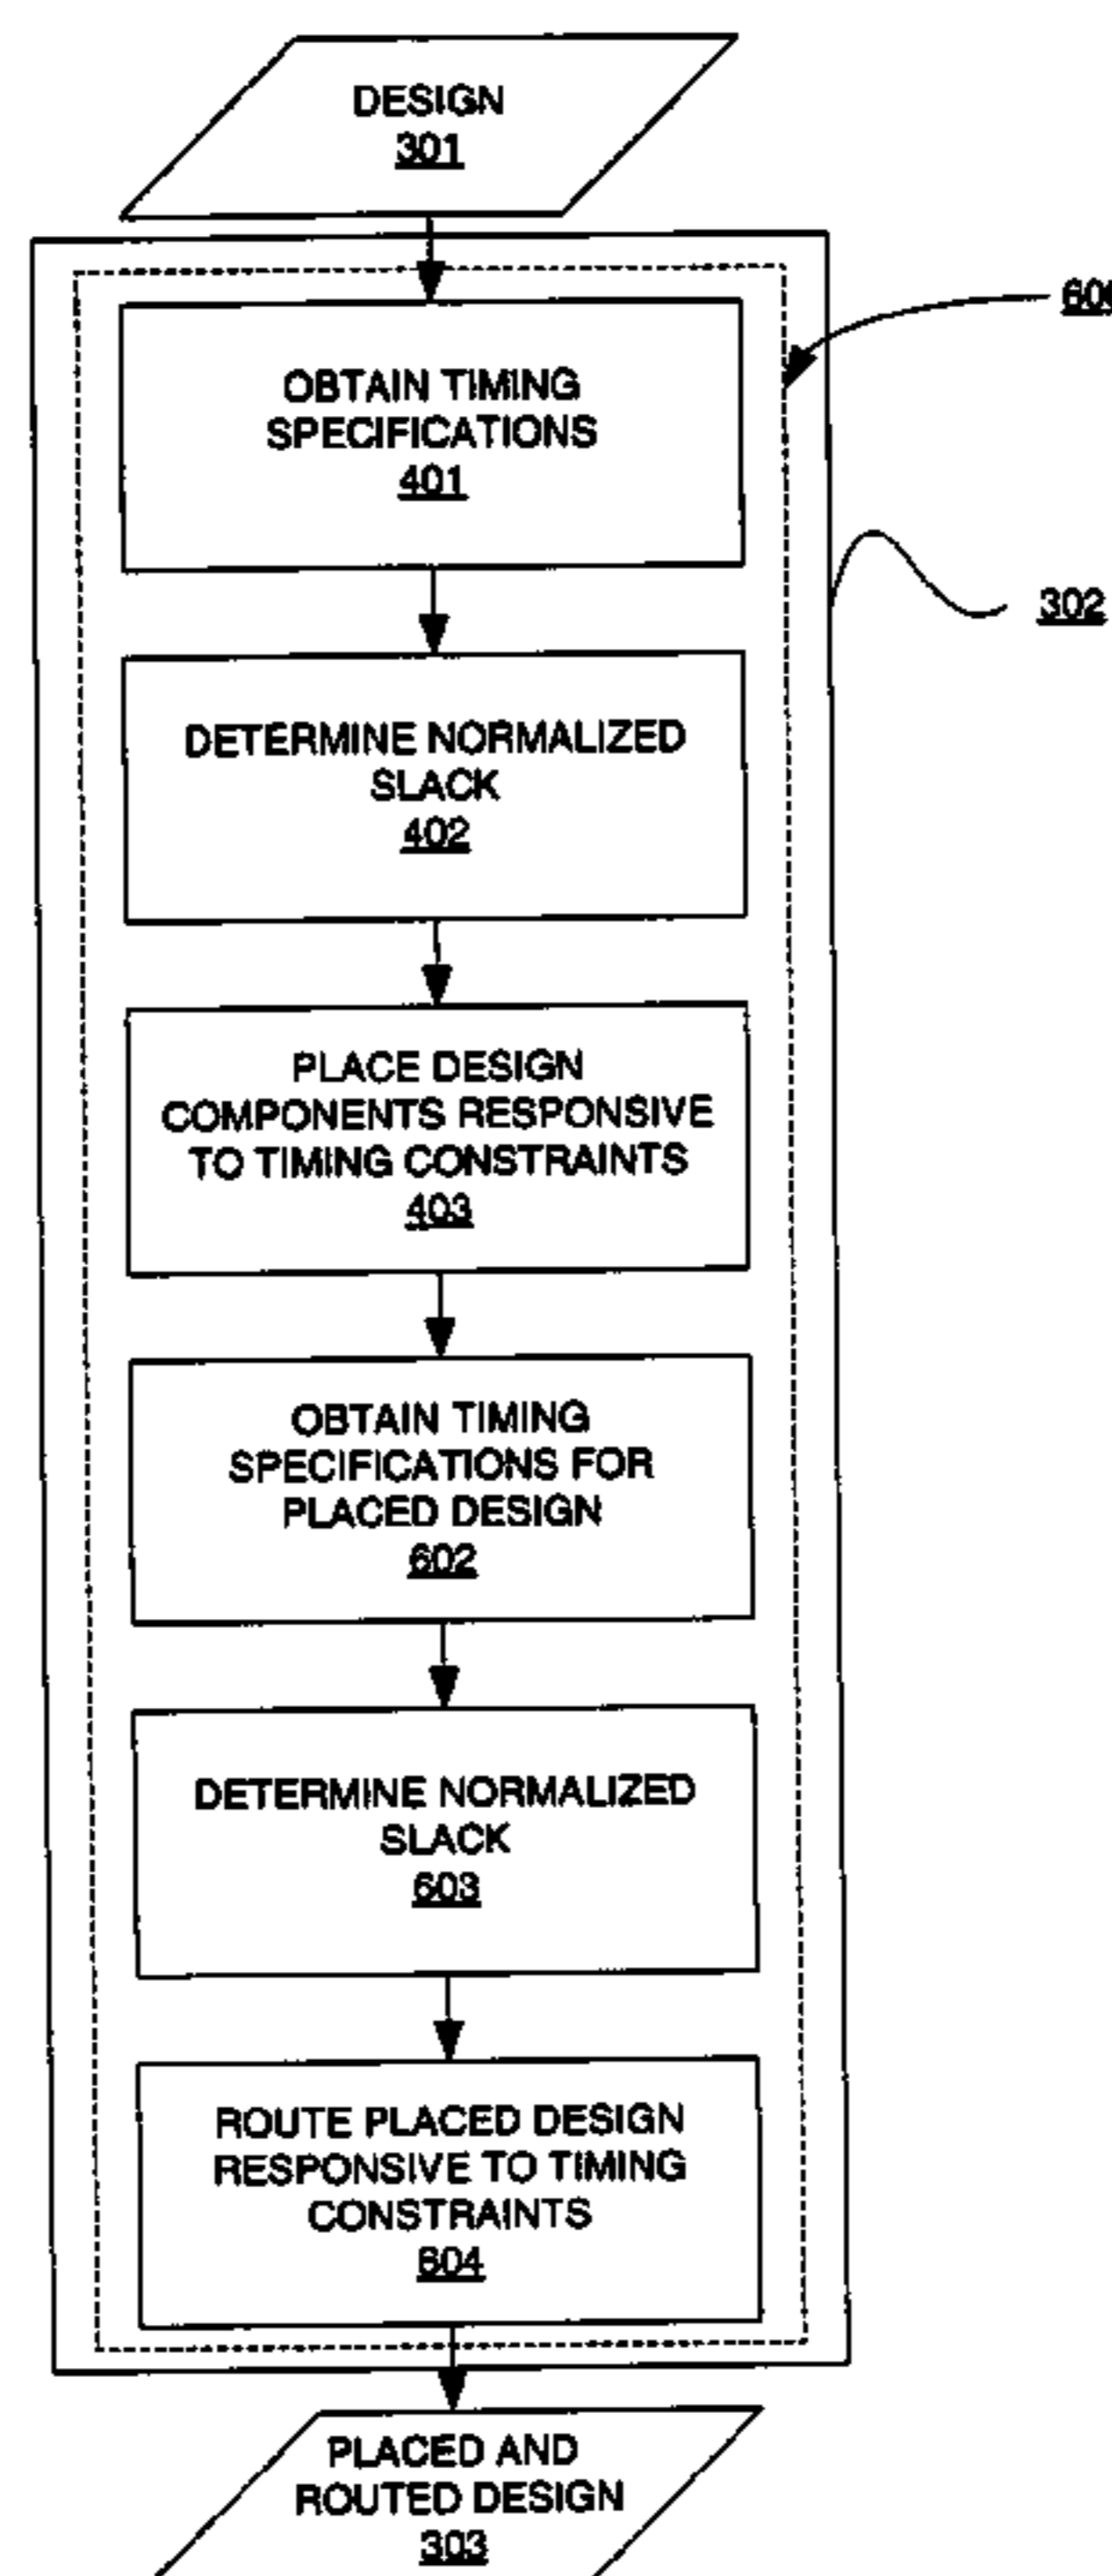 DESIGN
301
OBTAIN TIMING
SPECIFICATIONS
401
302
DETERMINE NORMALIZED
SLACK
402
PLACE DESIGN
COMPONENTS RESPONSIVE
TO TIMING CONSTRAINTS
403
OBTAIN TIMING
SPECIFICATIONS FOR
PLACED DESIGN
602
DETERMINE NORMALIZED
SLACK
603
ROUTE PLACED DESIGN
RESPONSIVE TO TIMING
CONSTRAINTS
604
PLACED AND
ROUTED DESIGN
303